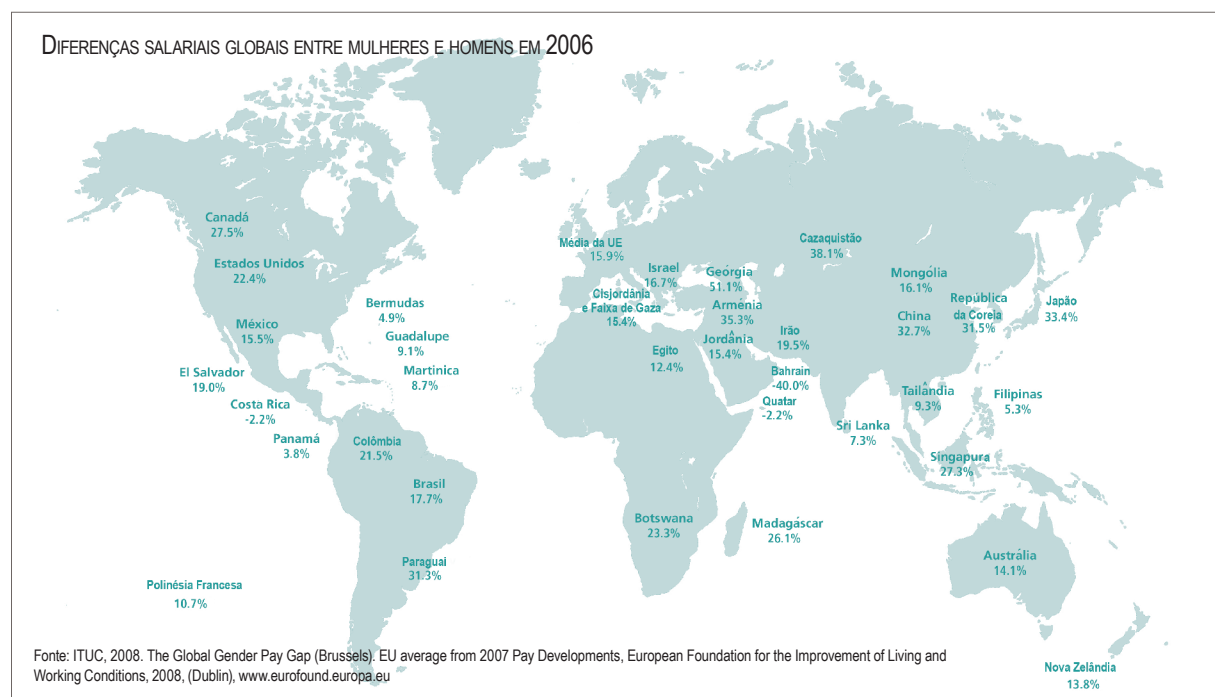 DIFERENÇAS SALARIAIS GLOBAIS ENTRE MULHERES E HOMENS EM 2006
Canadá
27.5%
Estados Unidos
22.4%
México
15.5%
El Salvador
19.0%
Costa Rica
-2.2%
Panamá
3.8%
Bermudas
4.9%
Guadalupe
9.1%
Martinica
8.7%
Colômbia
21.5%
Brasil
17.7%
Paraguai
31.3%
Polinésia Francesa
10.7%
Média da UE
15.9%
Israel
16.7%
Cisjordânia
e Faixa de Gaza
15.4%
Geórgia
51.1%
Arménia
35.3%
Jordânia
15.4%
Egito
12.4%
Irão
19.5%
Bahrain
-40.0%
Quatar
-2.2%
Botswana
23.3%
Madagáscar
26.1%
Cazaquistão
38.1%
Mongólia
16.1%
China
32.7%
República
da Coreia
31.5%
Japão
33.4%
Tailândia
9.3%
Filipinas
5.3%
Sri Lanka
7.3%
Singapura
27.3%
Austrália
14.1%
Nova Zelândia
13.8%
Fonte: ITUC, 2008. The Global Gender Pay Gap (Brussels). EU average from 2007 Pay Developments, European Foundation for the Improvement of Living and
Working Conditions, 2008, (Dublin), www.eurofound.europa.eu